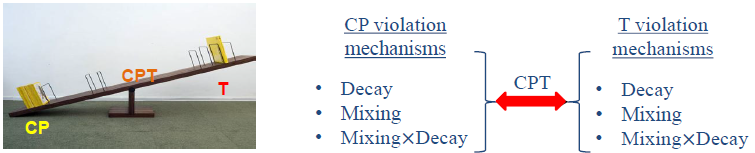 CPT
T
CP
CP violation
mechanisms
• Decay
• Mixing
• Mixing×Decay
CPT
T violation
mechanisms
• Decay
• Mixing
• Mixing×Decay